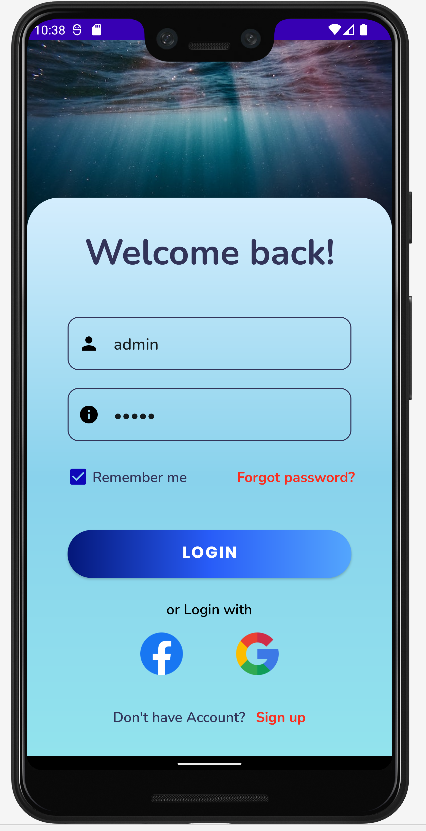 10:38
Welcome back!
admin
•••••
Remember me Forgot password?
LOGIN
or Login with
Don't have Account? Sign up